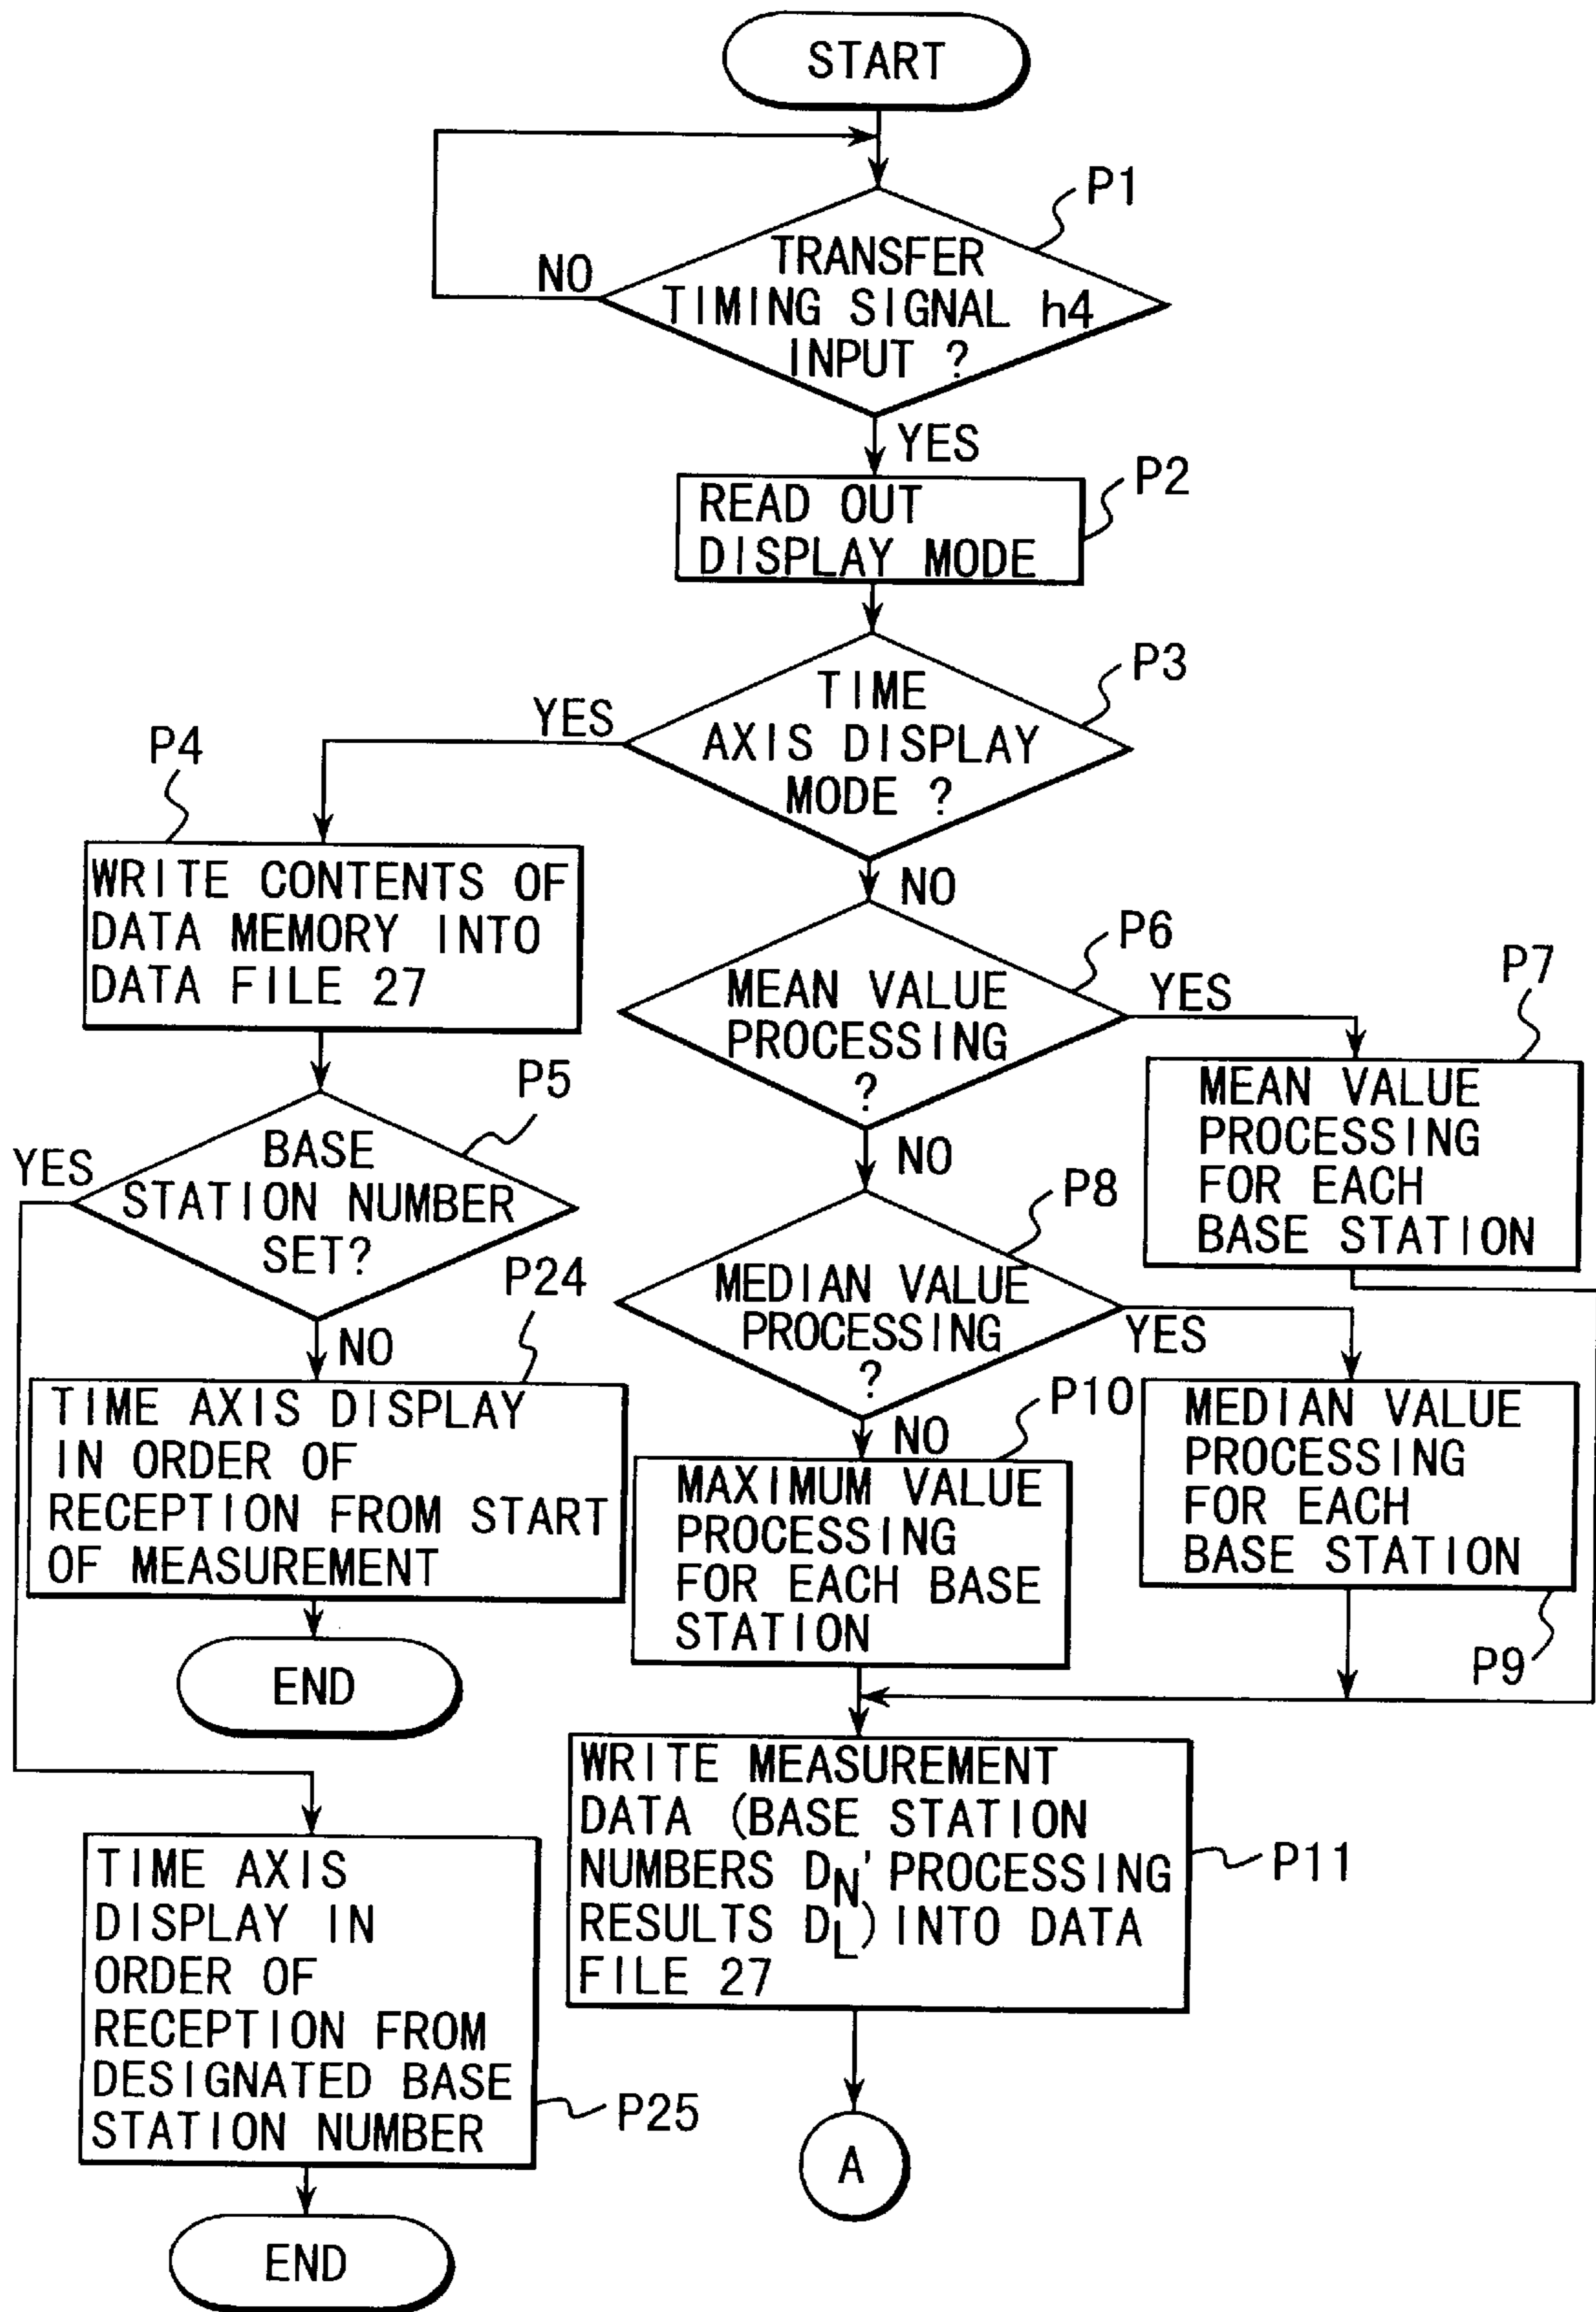 START
P1
NO
TRANSFER
TIMING SIGNAL h4
INPUT ?
YES
P2
READ OUT
DISPLAY MODE
P3
YES
TIME
AXIS DISPLAY
MODE ?
P4
NO
WRITE CONTENTS OF
DATA MEMORY INTO
DATA FILE 27
P6
YES
P7
MEAN VALUE
PROCESSING
?
P5
MEAN VALUE
PROCESSING
FOR EACH
BASE STATION
YES
BASE
STATION NUMBER
SET?
NO
P8
P24
MEDIAN VALUE
PROCESSING
?
YES
NO
P10
TIME AXIS DISPLAY
IN ORDER OF
RECEPTION FROM START
OF MEASUREMENT
NO
MEDIAN VALUE
PROCESSING
FOR EACH
BASE STATION
MAXIMUM VALUE
PROCESSING
FOR EACH BASE
STATION
P9
END
WRITE MEASUREMENT
DATA (BASE STATION
NUMBERS DN' PROCESSING
RESULTS DL) INTO DATA
FILE 27
P11
TIME AXIS
DISPLAY IN
ORDER OF
RECEPTION FROM
DESIGNATED BASE
STATION NUMBER
P25
A
END